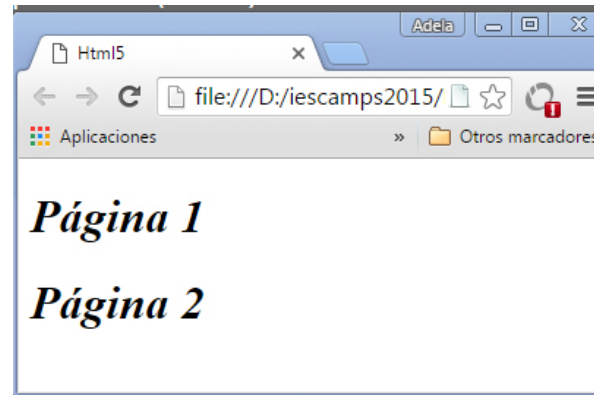 Adela
Html5
file:///D:/iescamps2015/
Aplicaciones
» Otros marcadores
Página 1
Página 2